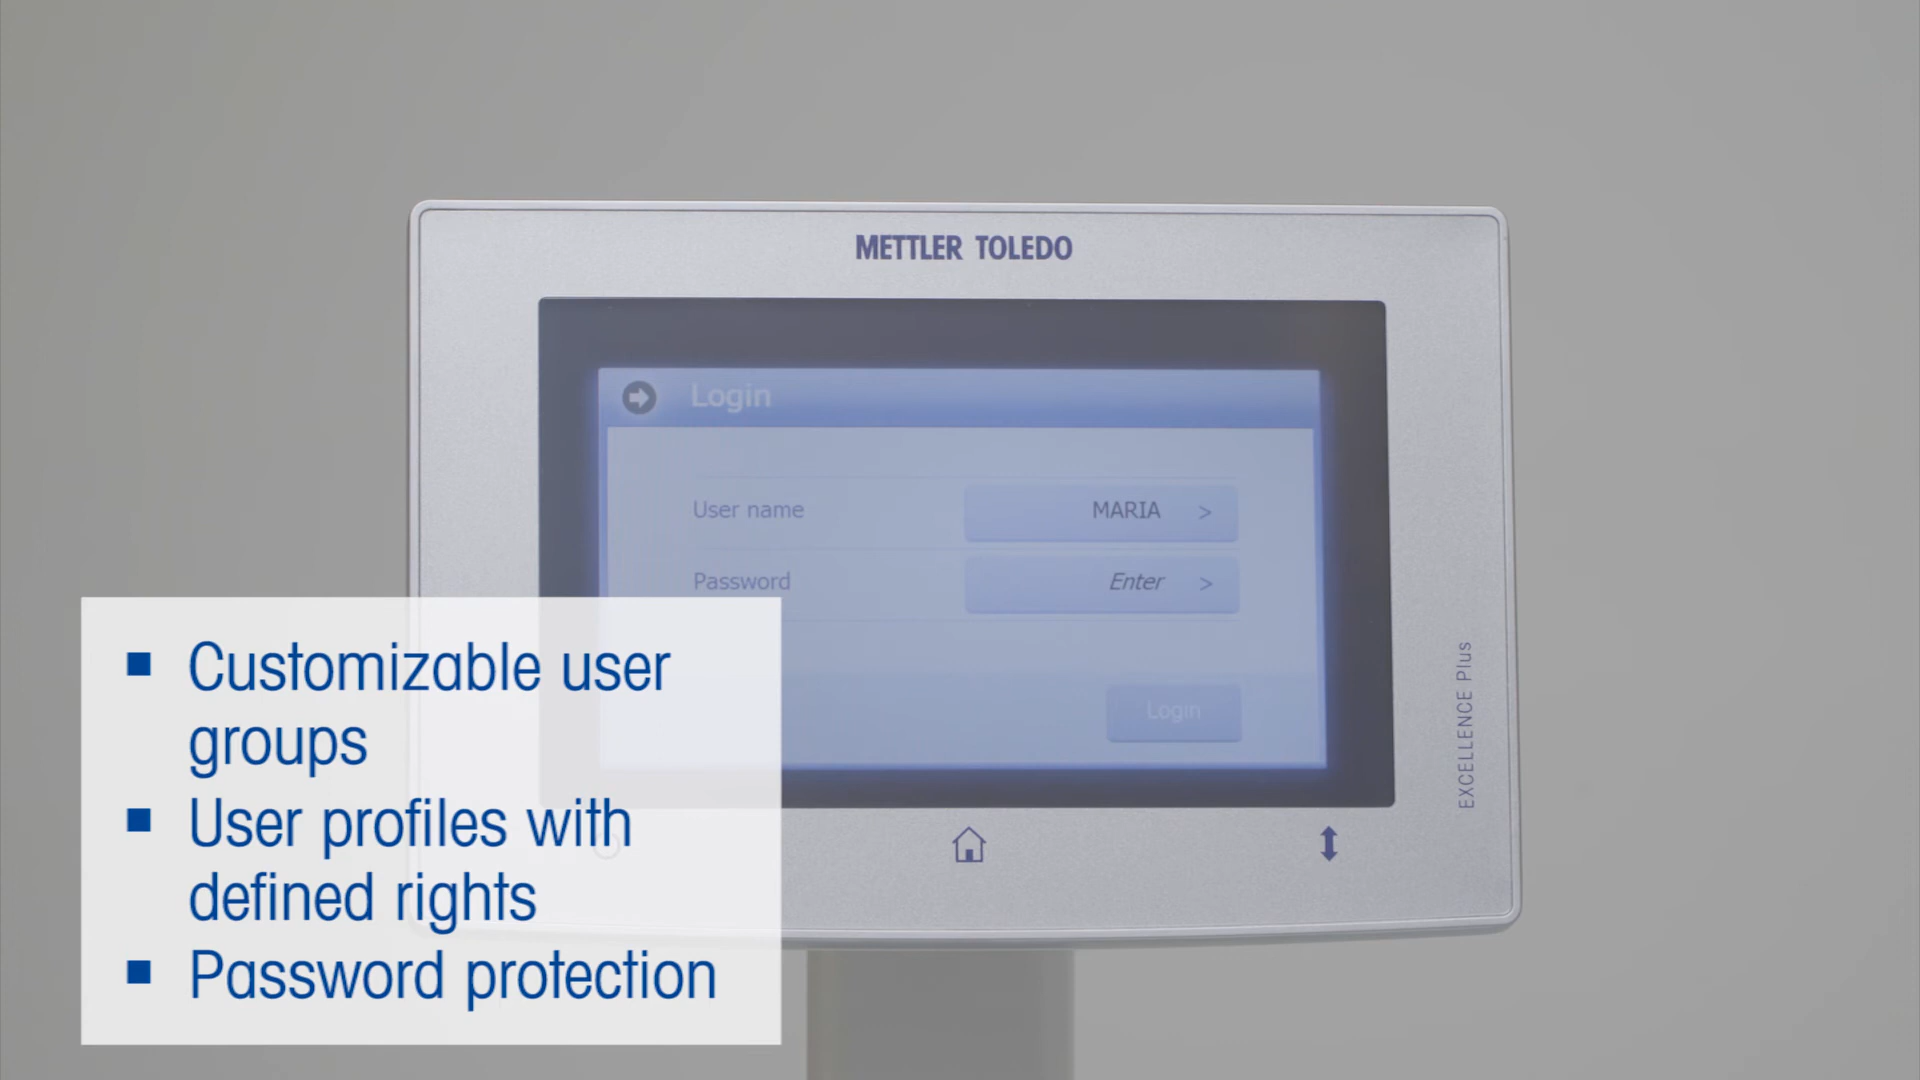 METTLER TOLEDO
Login
User name MARIA >
Password Enter >
Login
EXCELLENCE Plus
■ Customizable user
groups
■ User profiles with
defined rights
■ Password protection